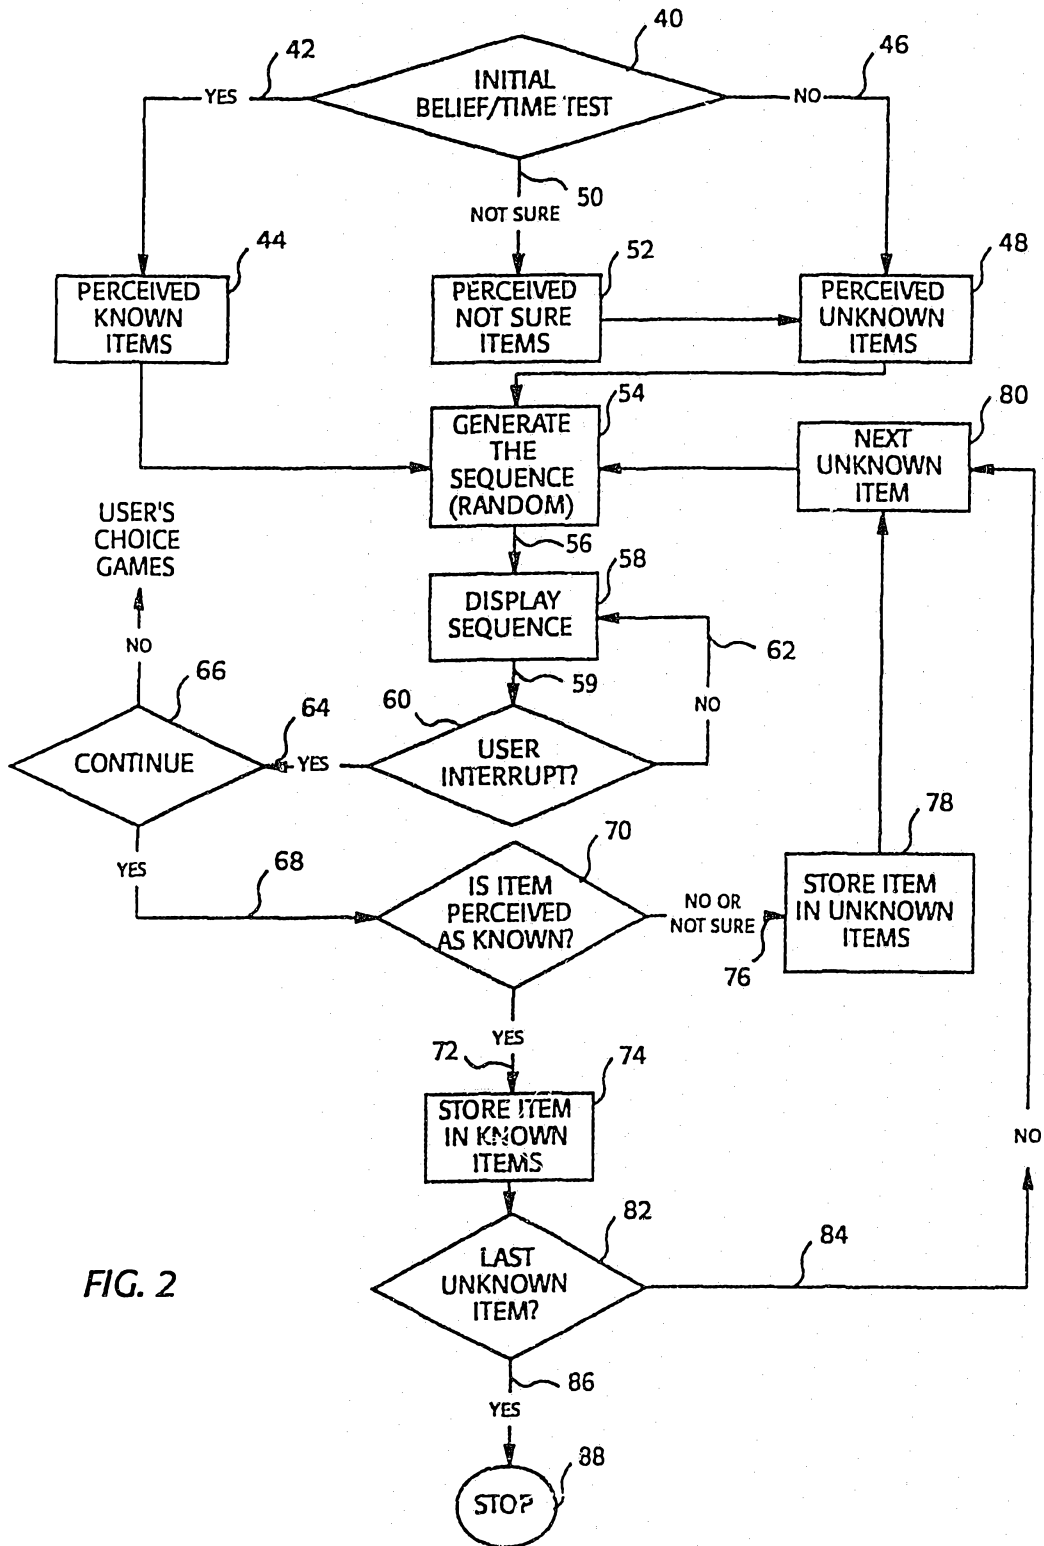 40
42
46
INITIAL
BELIEF/TIME TEST
YES
NO
50
NOT SURE
44
52
48
PERCEIVED
KNOWN
ITEMS
PERCEIVED
NOT SURE
ITEMS
PERCEIVED
UNKNOWN
ITEMS
54
80
GENERATE
THE
SEQUENCE
(RANDOM)
NEXT
UNKNOWN
ITEM
USER'S
CHOICE
GAMES
56
58
DISPLAY
SEQUENCE
NO
62
59
66
64
60
NO
CONTINUE
YES
USER
INTERRUPT?
78
70
YES
68
IS ITEM
PERCEIVED
AS KNOWN?
NO OR
NOT SURE
STORE ITEM
IN UNKNOWN
ITEMS
76
YES
72
74
STORE ITEM
IN KNOWN
ITEMS
NO
82
84
LAST
UNKNOWN
ITEM?
FIG. 2
86
YES
88
STOP